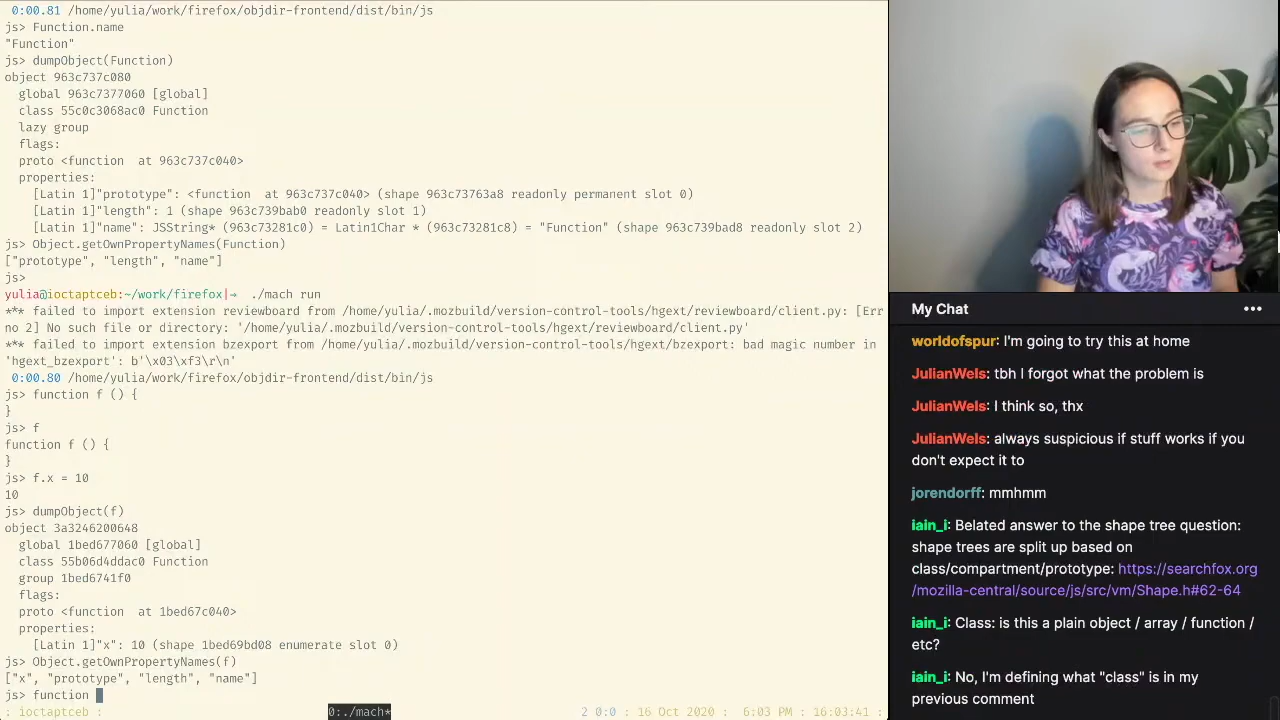 0:00.81 /home/yulia/work/firefox/objdir-frontend/dist/bin/js
js> Function.name
"Function"
js> dumpObject(Function)
object 963c737c080
  global 963c7377060 [global]
  class 55c0c3068ac0 Function
  lazy group
  flags:
  proto <function  at 963c737c040>
  properties:
    [Latin 1]"prototype": <function  at 963c737c040> (shape 963c73763a8 readonly permanent slot 0)
    [Latin 1]"length": 1 (shape 963c739bab0 readonly slot 1)
    [Latin 1]"name": JSString* (963c73281c0) = Latin1Char * (963c73281c8) = "Function" (shape 963c739bad8 readonly slot 2)
js> Object.getOwnPropertyNames(Function)
["prototype", "length", "name"]
js>
yulia@ioctaptceb:~/work/firefox|→  ./mach run
*** failed to import extension reviewboard from /home/yulia/.mozbuild/version-control-tools/hgext/reviewboard/client.py: [Err
no 2] No such file or directory: '/home/yulia/.mozbuild/version-control-tools/hgext/reviewboard/client.py'
*** failed to import extension bzexport from /home/yulia/.mozbuild/version-control-tools/hgext/bzexport: bad magic number in
'hgext_bzexport': b'\x03\xf3\r\n'
0:00.80 /home/yulia/work/firefox/objdir-frontend/dist/bin/js
js> function f () {
}
js> f
function f () {
}
js> f.x = 10
10
js> dumpObject(f)
object 3a3246200648
  global 1bed677060 [global]
  class 55b06d4ddac0 Function
  group 1bed6741f0
  flags:
  proto <function  at 1bed67c040>
  properties:
    [Latin 1]"x": 10 (shape 1bed69bd08 enumerate slot 0)
js> Object.getOwnPropertyNames(f)
["x", "prototype", "length", "name"]
js> function
: ioctaptceb :
0:./mach*
2 0:0 : 16 Oct 2020 : 6:03 PM : 16:03:41 :
My Chat
worldofspur: I'm going to try this at home
JulianWels: tbh I forgot what the problem is
JulianWels: I think so, thx
JulianWels: always suspicious if stuff works if you
don't expect it to
jorendorff: mmhmm
iain_i: Belated answer to the shape tree question:
shape trees are split up based on
class/compartment/prototype: https://searchfox.org
/mozilla-central/source/js/src/vm/Shape.h#62-64
iain_i: Class: is this a plain object / array / function /
etc?
iain_i: No, I'm defining what "class" is in my
previous comment